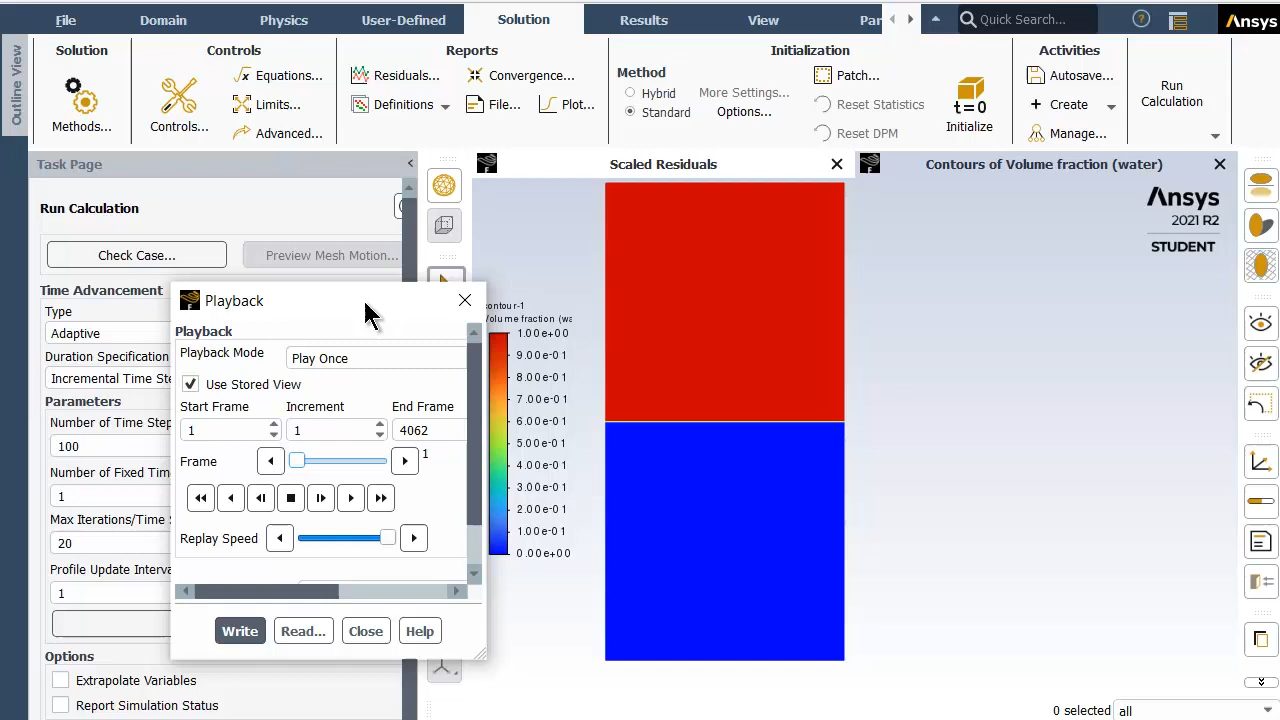 File Domain Physics User-Defined Solution Results View Par Quick Search... Ansys
Outline View
Solution Controls Reports Initialization Activities
Methods...
Controls...
Equations...
Limits...
Advanced...
Residuals... Convergence...
Definitions File... Plot...
Method
Hybrid More Settings...
Standard Options...
Patch...
Reset Statistics
Reset DPM
t=0
Initialize
Autosave...
Create
Manage...
Run
Calculation
Task Page
Run Calculation
Check Case... Preview Mesh Motion...
Time Advancement
Type
Adaptive
Duration Specification
Incremental Time Ste
Parameters
Number of Time Step
100
Number of Fixed Tim
1
Max Iterations/Time
20
Profile Update Interva
1
Options
Extrapolate Variables
Report Simulation Status
Playback
Playback
Playback Mode Play Once
Use Stored View
Start Frame Increment End Frame
1 1 4062
Frame 1
Replay Speed
Write Read... Close Help
Scaled Residuals
Contours of Volume fraction (water)
Ansys
2021 R2
STUDENT
ontour-1
olume fraction (wa
1.00e+00
9.00e-01
8.00e-01
7.00e-01
6.00e-01
5.00e-01
4.00e-01
3.00e-01
2.00e-01
1.00e-01
0.00e+00
0 selected all